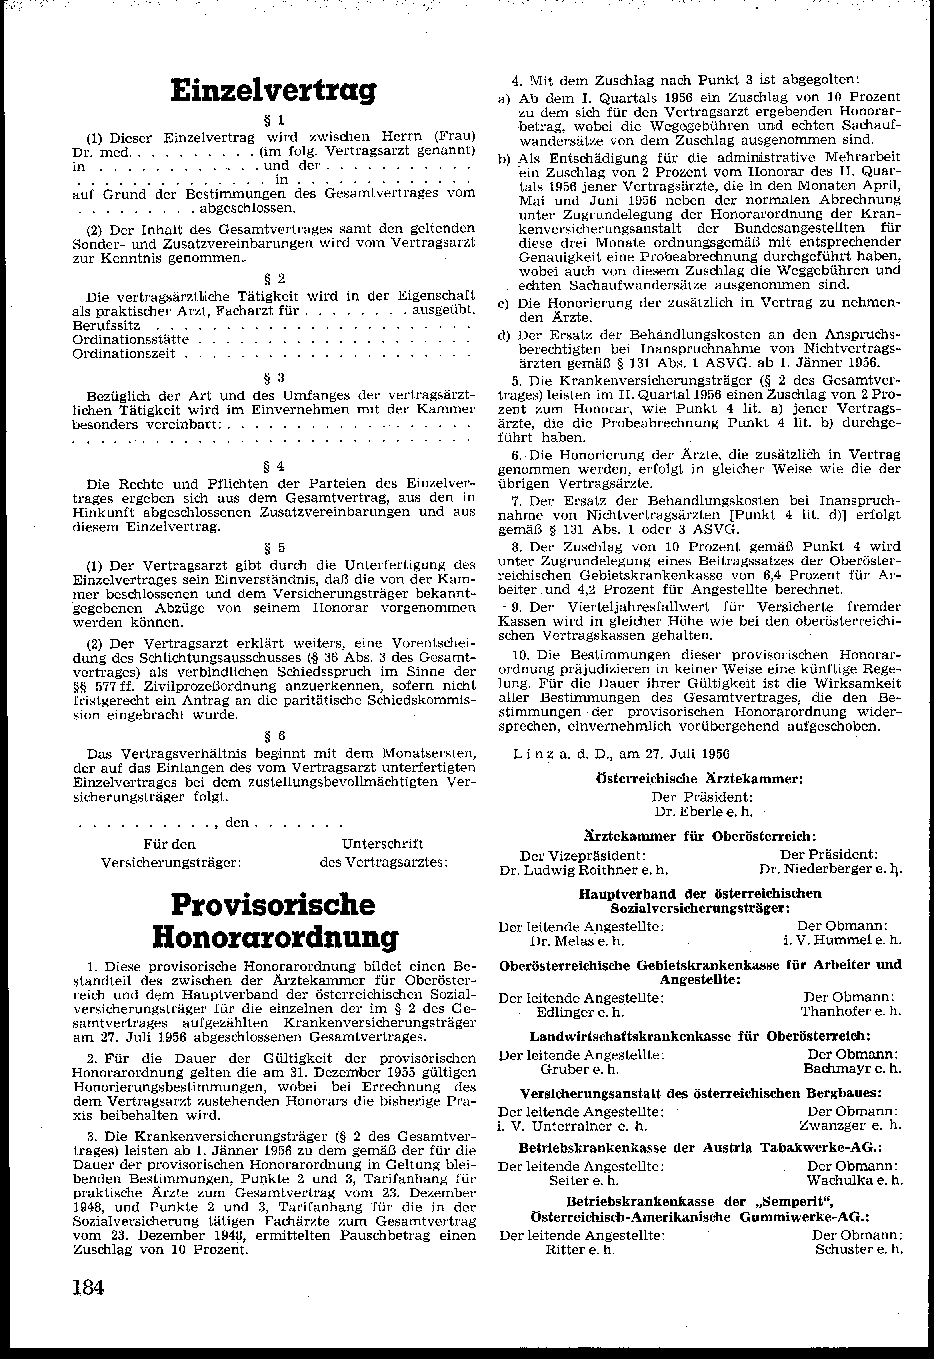 Einzelvertrag
§ 1
(1) Dieser Einzelvertrag wird zwischen Herrn (Frau)
Dr. med. . . . . . . . . . (im folg. Vertragsarzt genannt)
in . . . . . . . . . . . . und der . . . . . . . . . . .
. . . . . . . . . . . . . . in . . . . . . . . . . . . .
auf Grund der Bestimmungen des Gesamtvertrages vom
. . . . . . . . . abgeschlossen.
(2) Der Inhalt des Gesamtvertrages samt den geltenden
Sonder- und Zusatzvereinbarungen wird vom Vertragsarzt
zur Kenntnis genommen.
§ 2
Die vertragsärztliche Tätigkeit wird in der Eigenschaft
als praktischer Arzt, Facharzt für . . . . . . . . ausgeübt.
Berufssitz . . . . . . . . . . . . . . . . . . . . . . .
Ordinationsstätte . . . . . . . . . . . . . . . . . . . .
Ordinationszeit . . . . . . . . . . . . . . . . . . . . .
§ 3
Bezüglich der Art und des Umfanges der vertragsärzt-
lichen Tätigkeit wird im Einvernehmen mit der Kammer
besonders vereinbart: . . . . . . . . . . . . . . . . . .
. . . . . . . . . . . . . . . . . . . . . . . . . . . . .
§ 4
Die Rechte und Pflichten der Parteien des Einzelver-
trages ergeben sich aus dem Gesamtvertrag, aus den in
Hinkunft abgeschlossenen Zusatzvereinbarungen und aus
diesem Einzelvertrag.
§ 5
(1) Der Vertragsarzt gibt durch die Unterfertigung des
Einzelvertrages sein Einverständnis, daß die von der Kam-
mer beschlossenen und dem Versicherungsträger bekannt-
gegebenen Abzüge von seinem Honorar vorgenommen
werden können.
(2) Der Vertragsarzt erklärt weiters, eine Vorentschei-
dung des Schlichtungsausschusses (§ 36 Abs. 3 des Gesamt-
vertrages) als verbindlichen Schiedsspruch im Sinne der
§§ 577 ff. Zivilprozeßordnung anzuerkennen, sofern nicht
fristgerecht ein Antrag an die paritätische Schiedskommis-
sion eingebracht wurde.
§ 6
Das Vertragsverhältnis beginnt mit dem Monatsersten,
der auf das Einlangen des vom Vertragsarzt unterfertigten
Einzelvertrages bei dem zustellungsbevollmächtigten Ver-
sicherungsträger folgt.
. . . . . . . . . . , den . . . . . . .
Für den Unterschrift
Versicherungsträger: des Vertragsarztes:
Provisorische
Honorarordnung
1. Diese provisorische Honorarordnung bildet einen Be-
standteil des zwischen der Ärztekammer für Oberöster-
reich und dem Hauptverband der österreichischen Sozial-
versicherungsträger für die einzelnen der im § 2 des Ge-
samtvertrages aufgezählten Krankenversicherungsträger
am 27. Juli 1956 abgeschlossenen Gesamtvertrages.
2. Für die Dauer der Gültigkeit der provisorischen
Honorarordnung gelten die am 31. Dezember 1955 gültigen
Honorierungsbestimmungen, wobei bei Errechnung des
dem Vertragsarzt zustehenden Honorars die bisherige Pra-
xis beibehalten wird.
3. Die Krankenversicherungsträger (§ 2 des Gesamtver-
trages) leisten ab 1. Jänner 1956 zu dem gemäß der für die
Dauer der provisorischen Honorarordnung in Geltung blei-
benden Bestimmungen, Punkte 2 und 3, Tarifanhang für
praktische Ärzte zum Gesamtvertrag vom 23. Dezember
1948, und Punkte 2 und 3, Tarifanhang für die in der
Sozialversicherung tätigen Fachärzte zum Gesamtvertrag
vom 23. Dezember 1948, ermittelten Pauschbetrag einen
Zuschlag von 10 Prozent.
184
4. Mit dem Zuschlag nach Punkt 3 ist abgegolten:
a) Ab dem I. Quartals 1956 ein Zuschlag von 10 Prozent
zu dem sich für den Vertragsarzt ergebenden Honorar-
betrag, wobei die Wegegebühren und echten Sachauf-
wandersätze von dem Zuschlag ausgenommen sind.
b) Als Entschädigung für die administrative Mehrarbeit
ein Zuschlag von 2 Prozent vom Honorar des II. Quar-
tals 1956 jener Vertragsärzte, die in den Monaten April,
Mai und Juni 1956 neben der normalen Abrechnung
unter Zugrundelegung der Honorarordnung der Kran-
kenversicherungsanstalt der Bundesangestellten für
diese drei Monate ordnungsgemäß mit entsprechender
Genauigkeit eine Probeabrechnung durchgeführt haben,
wobei auch von diesem Zuschlag die Weggebühren und
echten Sachaufwandersätze ausgenommen sind.
c) Die Honorierung der zusätzlich in Vertrag zu nehmen-
den Ärzte.
d) Der Ersatz der Behandlungskosten an den Anspruchs-
berechtigten bei Inanspruchnahme von Nichtvertrags-
ärzten gemäß § 131 Abs. 1 ASVG. ab 1. Jänner 1956.
5. Die Krankenversicherungsträger (§ 2 des Gesamtver-
trages) leisten im II. Quartal 1956 einen Zuschlag von 2 Pro-
zent zum Honorar, wie Punkt 4 lit. a) jener Vertrags-
ärzte, die die Probeabrechnung Punkt 4 lit. b) durchge-
führt haben.
6. Die Honorierung der Ärzte, die zusätzlich in Vertrag
genommen werden, erfolgt in gleicher Weise wie die der
übrigen Vertragsärzte.
7. Der Ersatz der Behandlungskosten bei Inanspruch-
nahme von Nichtvertragsärzten [Punkt 4 lit. d)] erfolgt
gemäß § 131 Abs. 1 oder 3 ASVG.
8. Der Zuschlag von 10 Prozent gemäß Punkt 4 wird
unter Zugrundelegung eines Beitragssatzes der Oberöster-
reichischen Gebietskrankenkasse von 6,4 Prozent für Ar-
beiter und 4,2 Prozent für Angestellte berechnet.
9. Der Vierteljahresfallwert für Versicherte fremder
Kassen wird in gleicher Höhe wie bei den oberösterreichi-
schen Vertragskassen gehalten.
10. Die Bestimmungen dieser provisorischen Honorar-
ordnung präjudizieren in keiner Weise eine künftige Rege-
lung. Für die Dauer ihrer Gültigkeit ist die Wirksamkeit
aller Bestimmungen des Gesamtvertrages, die den Be-
stimmungen der provisorischen Honorarordnung wider-
sprechen, einvernehmlich vorübergehend aufgeschoben.
Linz a. d. D., am 27. Juli 1956
Österreichische Ärztekammer:
Der Präsident:
Dr. Eberle e. h.
Ärztekammer für Oberösterreich:
Der Vizepräsident: Der Präsident:
Dr. Ludwig Roithner e. h. Dr. Niederberger e. h.
Hauptverband der österreichischen
Sozialversicherungsträger:
Der leitende Angestellte: Der Obmann:
Dr. Melas e. h. i. V. Hummel e. h.
Oberösterreichische Gebietskrankenkasse für Arbeiter und
Angestellte:
Der leitende Angestellte: Der Obmann:
Edlinger e. h. Thanhofer e. h.
Landwirtschaftskrankenkasse für Oberösterreich:
Der leitende Angestellte: Der Obmann:
Gruber e. h. Bachmayr e. h.
Versicherungsanstalt des österreichischen Bergbaues:
Der leitende Angestellte: Der Obmann:
i. V. Unterrainer e. h. Zwanzger e. h.
Betriebskrankenkasse der Austria Tabakwerke-AG.:
Der leitende Angestellte: Der Obmann:
Seiter e. h. Wachulka e. h.
Betriebskrankenkasse der „Semperit“,
Österreichisch-Amerikanische Gummiwerke-AG.:
Der leitende Angestellte: Der Obmann:
Ritter e. h. Schuster e. h.